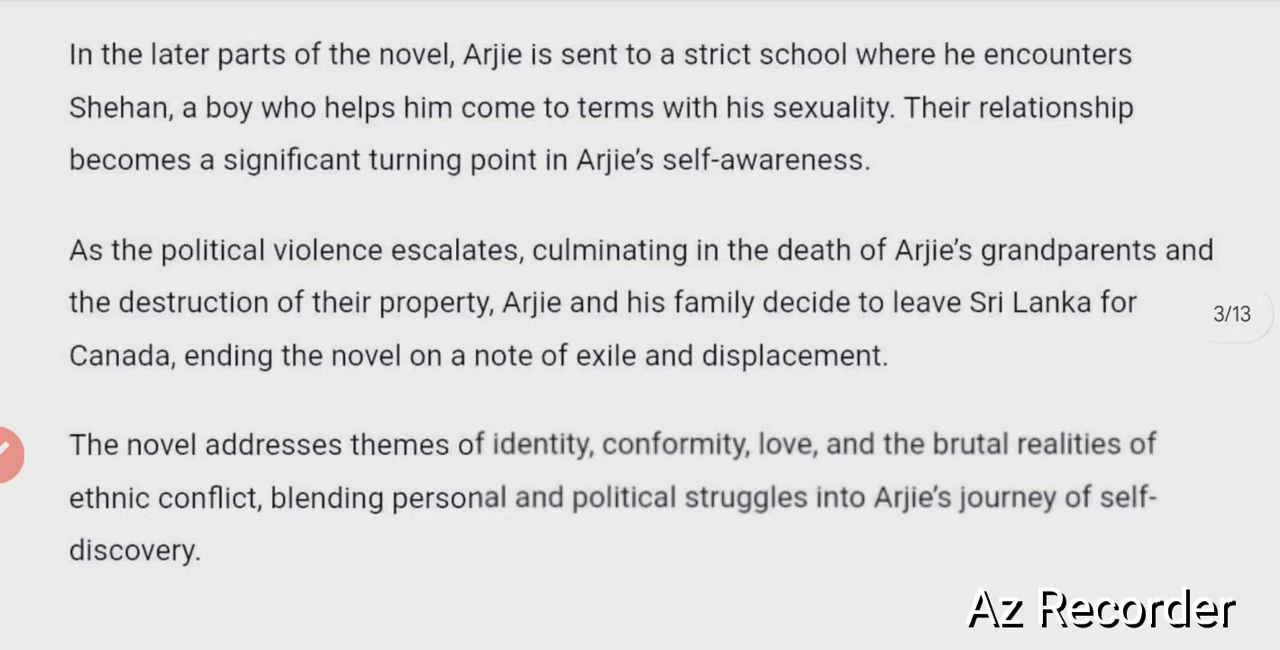 In the later parts of the novel, Arjie is sent to a strict school where he encounters
Shehan, a boy who helps him come to terms with his sexuality. Their relationship
becomes a significant turning point in Arjie's self-awareness.
As the political violence escalates, culminating in the death of Arjie's grandparents and
the destruction of their property, Arjie and his family decide to leave Sri Lanka for
3/13
Canada, ending the novel on a note of exile and displacement.
The novel addresses themes of identity, conformity, love, and the brutal realities of
ethnic conflict, blending personal and political struggles into Arjie's journey of self-
discovery.
Az Recorder